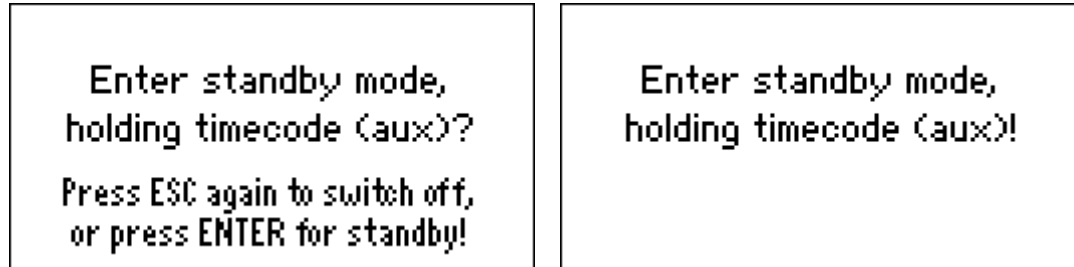 Enter standby mode,
holding timecode (aux)?
Press ESC again to switch off,
or press ENTER for standby!
Enter standby mode,
holding timecode (aux)!